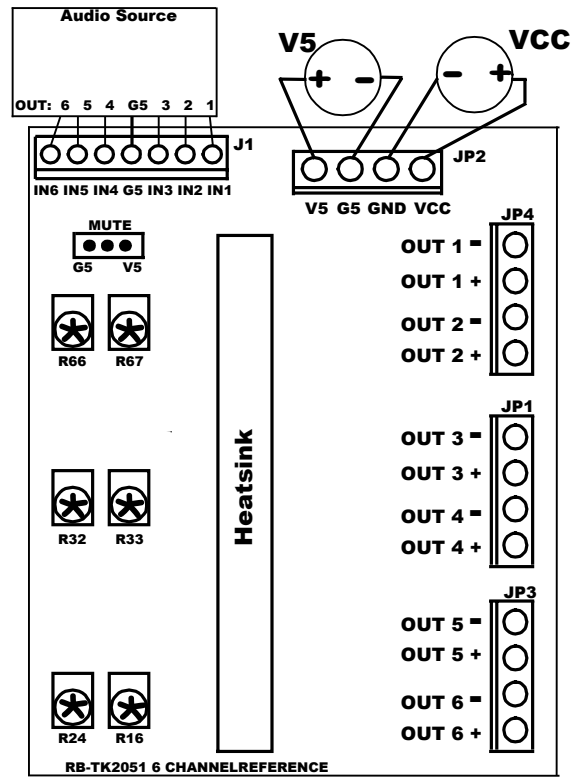 Audio Source
OUT: 6 5 4 G5 3 2 1
V5
+ -
VCC
- +
J1
IN6 IN5 IN4 G5 IN3 IN2 IN1
JP2
V5 G5 GND VCC
MUTE
G5 V5
R66 R67
R32 R33
R24 R16
Heatsink
JP4
OUT 1 -
OUT 1 +
OUT 2 -
OUT 2 +
JP1
OUT 3 -
OUT 3 +
OUT 4 -
OUT 4 +
JP3
OUT 5 -
OUT 5 +
OUT 6 -
OUT 6 +
RB-TK2051 6 CHANNELREFERENCE